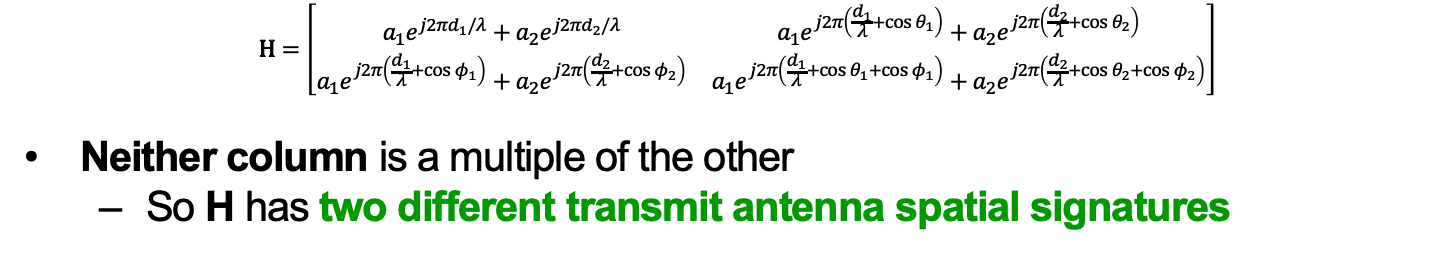 H = [ a₁e^{j2πd₁/λ} + a₂e^{j2πd₂/λ}    a₁e^{j2π(d₁/λ+cos θ₁)} + a₂e^{j2π(d₂/λ+cos θ₂)}
a₁e^{j2π(d₁/λ+cos ϕ₁)} + a₂e^{j2π(d₂/λ+cos ϕ₂)}    a₁e^{j2π(d₁/λ+cos θ₁+cos ϕ₁)} + a₂e^{j2π(d₂/λ+cos θ₂+cos ϕ₂)} ]
• Neither column is a multiple of the other
– So H has two different transmit antenna spatial signatures